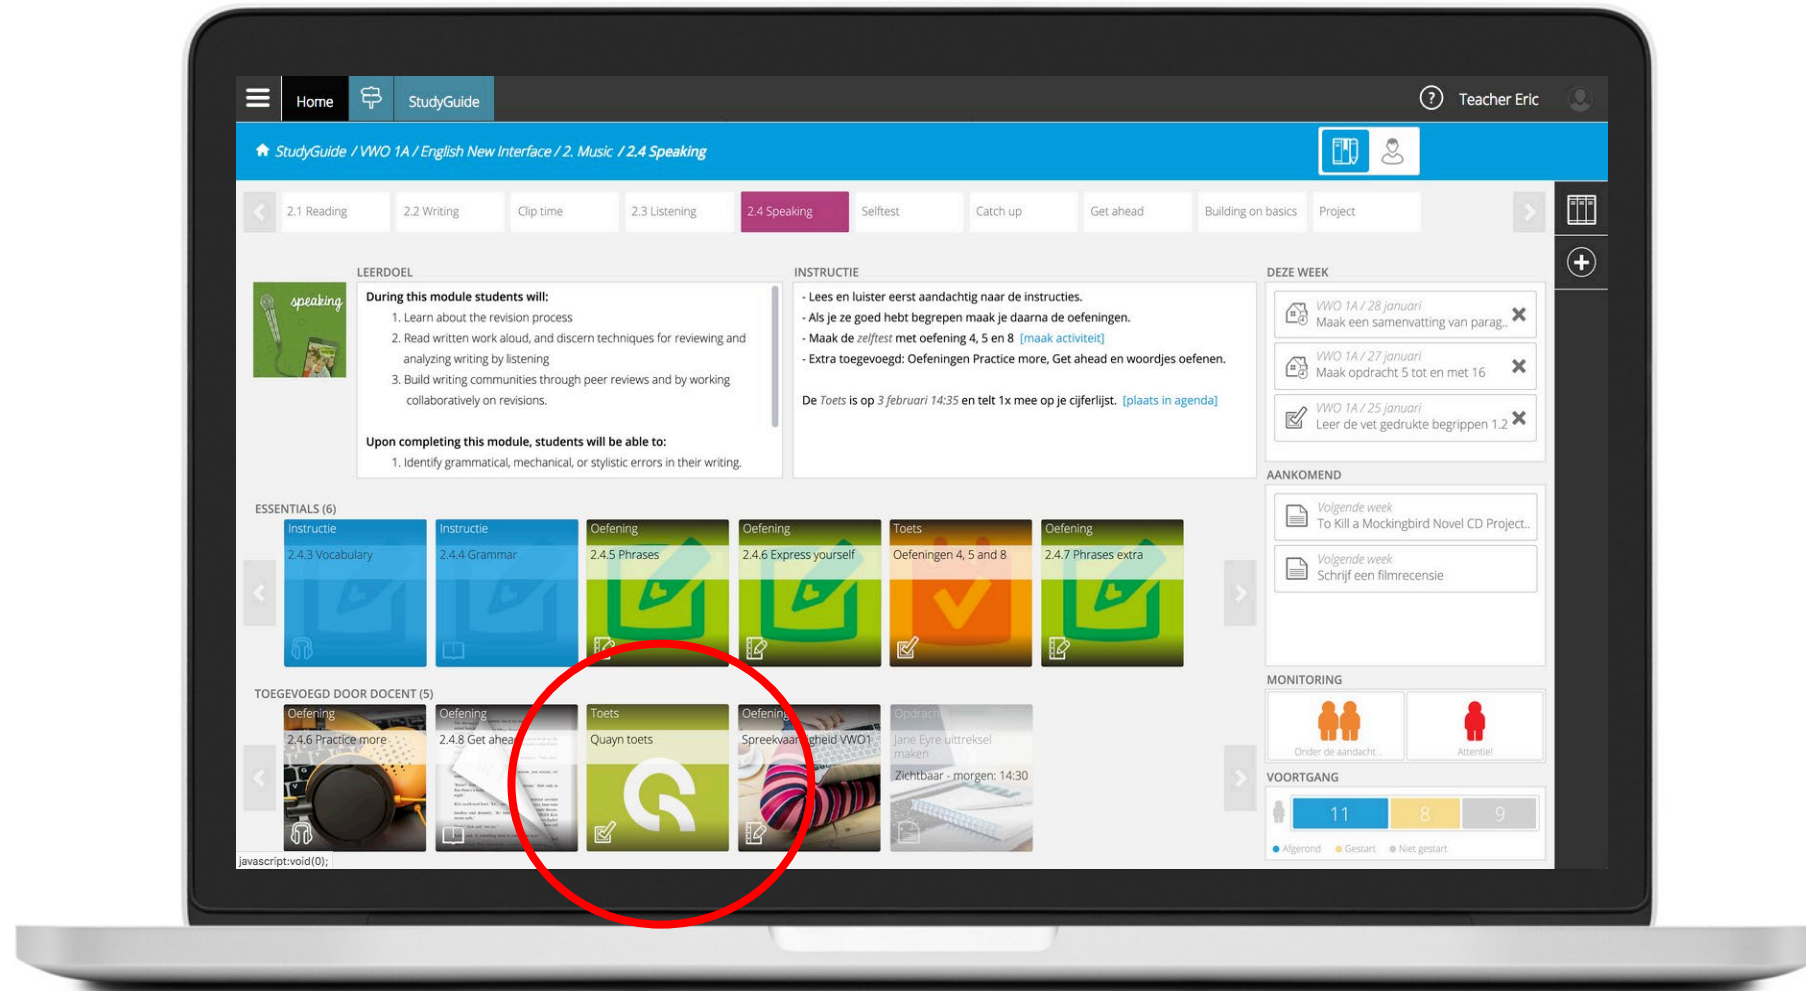 Home
StudyGuide
? Teacher Eric
StudyGuide / VWO 1A / English New Interface / 2. Music / 2.4 Speaking
2.1 Reading
2.2 Writing
Clip time
2.3 Listening
2.4 Speaking
Selftest
Catch up
Get ahead
Building on basics
Project
speaking
LEERDOEL
During this module students will:
1. Learn about the revision process
2. Read written work aloud, and discern techniques for reviewing and
analyzing writing by listening
3. Build writing communities through peer reviews and by working
collaboratively on revisions.
Upon completing this module, students will be able to:
1. Identify grammatical, mechanical, or stylistic errors in their writing.
INSTRUCTIE
- Lees en luister eerst aandachtig naar de instructies.
- Als je ze goed hebt begrepen maak je daarna de oefeningen.
- Maak de zelftest met oefening 4, 5 en 8 [maak activiteit]
- Extra toegevoegd: Oefeningen Practice more, Get ahead en woordjes oefenen.
De Toets is op 3 februari 14:35 en telt 1x mee op je cijferlijst. [plaats in agenda]
DEZE WEEK
VWO 1A / 28 januari
Maak een samenvatting van parag..
VWO 1A / 27 januari
Maak opdracht 5 tot en met 16
VWO 1A / 25 januari
Leer de vet gedrukte begrippen 1.2
AANKOMEND
Volgende week
To Kill a Mockingbird Novel CD Project..
Volgende week
Schrijf een filmrecensie
ESSENTIALS (6)
Instructie
2.4.3 Vocabulary
Instructie
2.4.4 Grammar
Oefening
2.4.5 Phrases
Oefening
2.4.6 Express yourself
Toets
Oefeningen 4, 5 and 8
Oefening
2.4.7 Phrases extra
TOEGEVOEGD DOOR DOCENT (5)
Oefening
2.4.6 Practice more
Oefening
2.4.8 Get ahead
Toets
Quayn toets
Oefening
Spreekvaardigheid VWO1
Opdracht
Jane Eyre uittreksel
maken
Zichtbaar - morgen: 14:30
MONITORING
Onder de aandacht..
Attentie!
VOORTGANG
11
8
9
Afgerond
Gestart
Niet gestart
javascript:void(0);